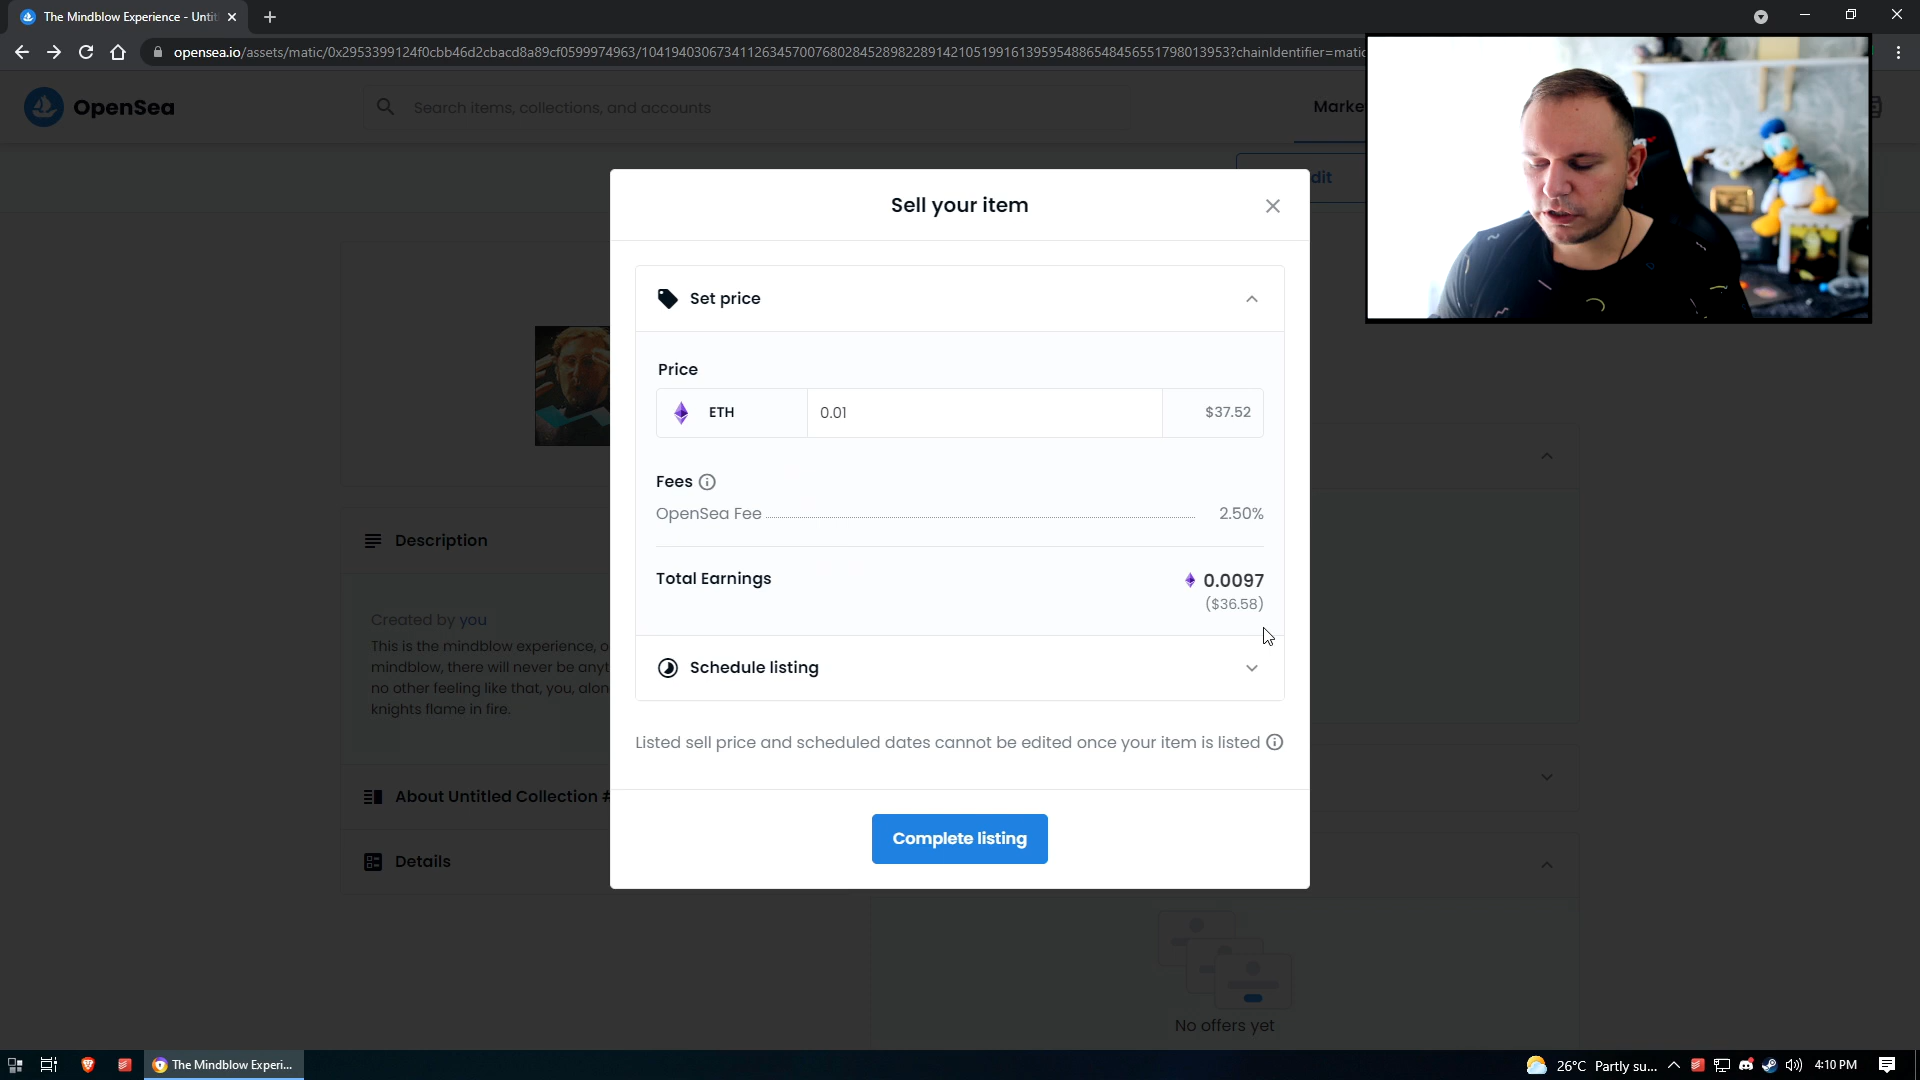 The Mindblow Experience - Unti
opensea.io/assets/matic/0x2953399124f0cbb46d2cbacd8a89cf0599974963/104194030673411263457007680284528982289142105199161395954886548456551798013953?chainIdentifier=matic
OpenSea
Search items, collections, and accounts
Marke
dit
Sell your item
Set price
Price
ETH
0.01
$37.52
Fees
OpenSea Fee
2.50%
Total Earnings
0.0097
($36.58)
Schedule listing
Listed sell price and scheduled dates cannot be edited once your item is listed
Complete listing
Description
Created by you
This is the mindblow experience, o
mindblow, there will never be anyt
no other feeling like that, you, alon
knights flame in fire.
About Untitled Collection #
Details
No offers yet
The Mindblow Experi...
26°C Partly su...
4:10 PM